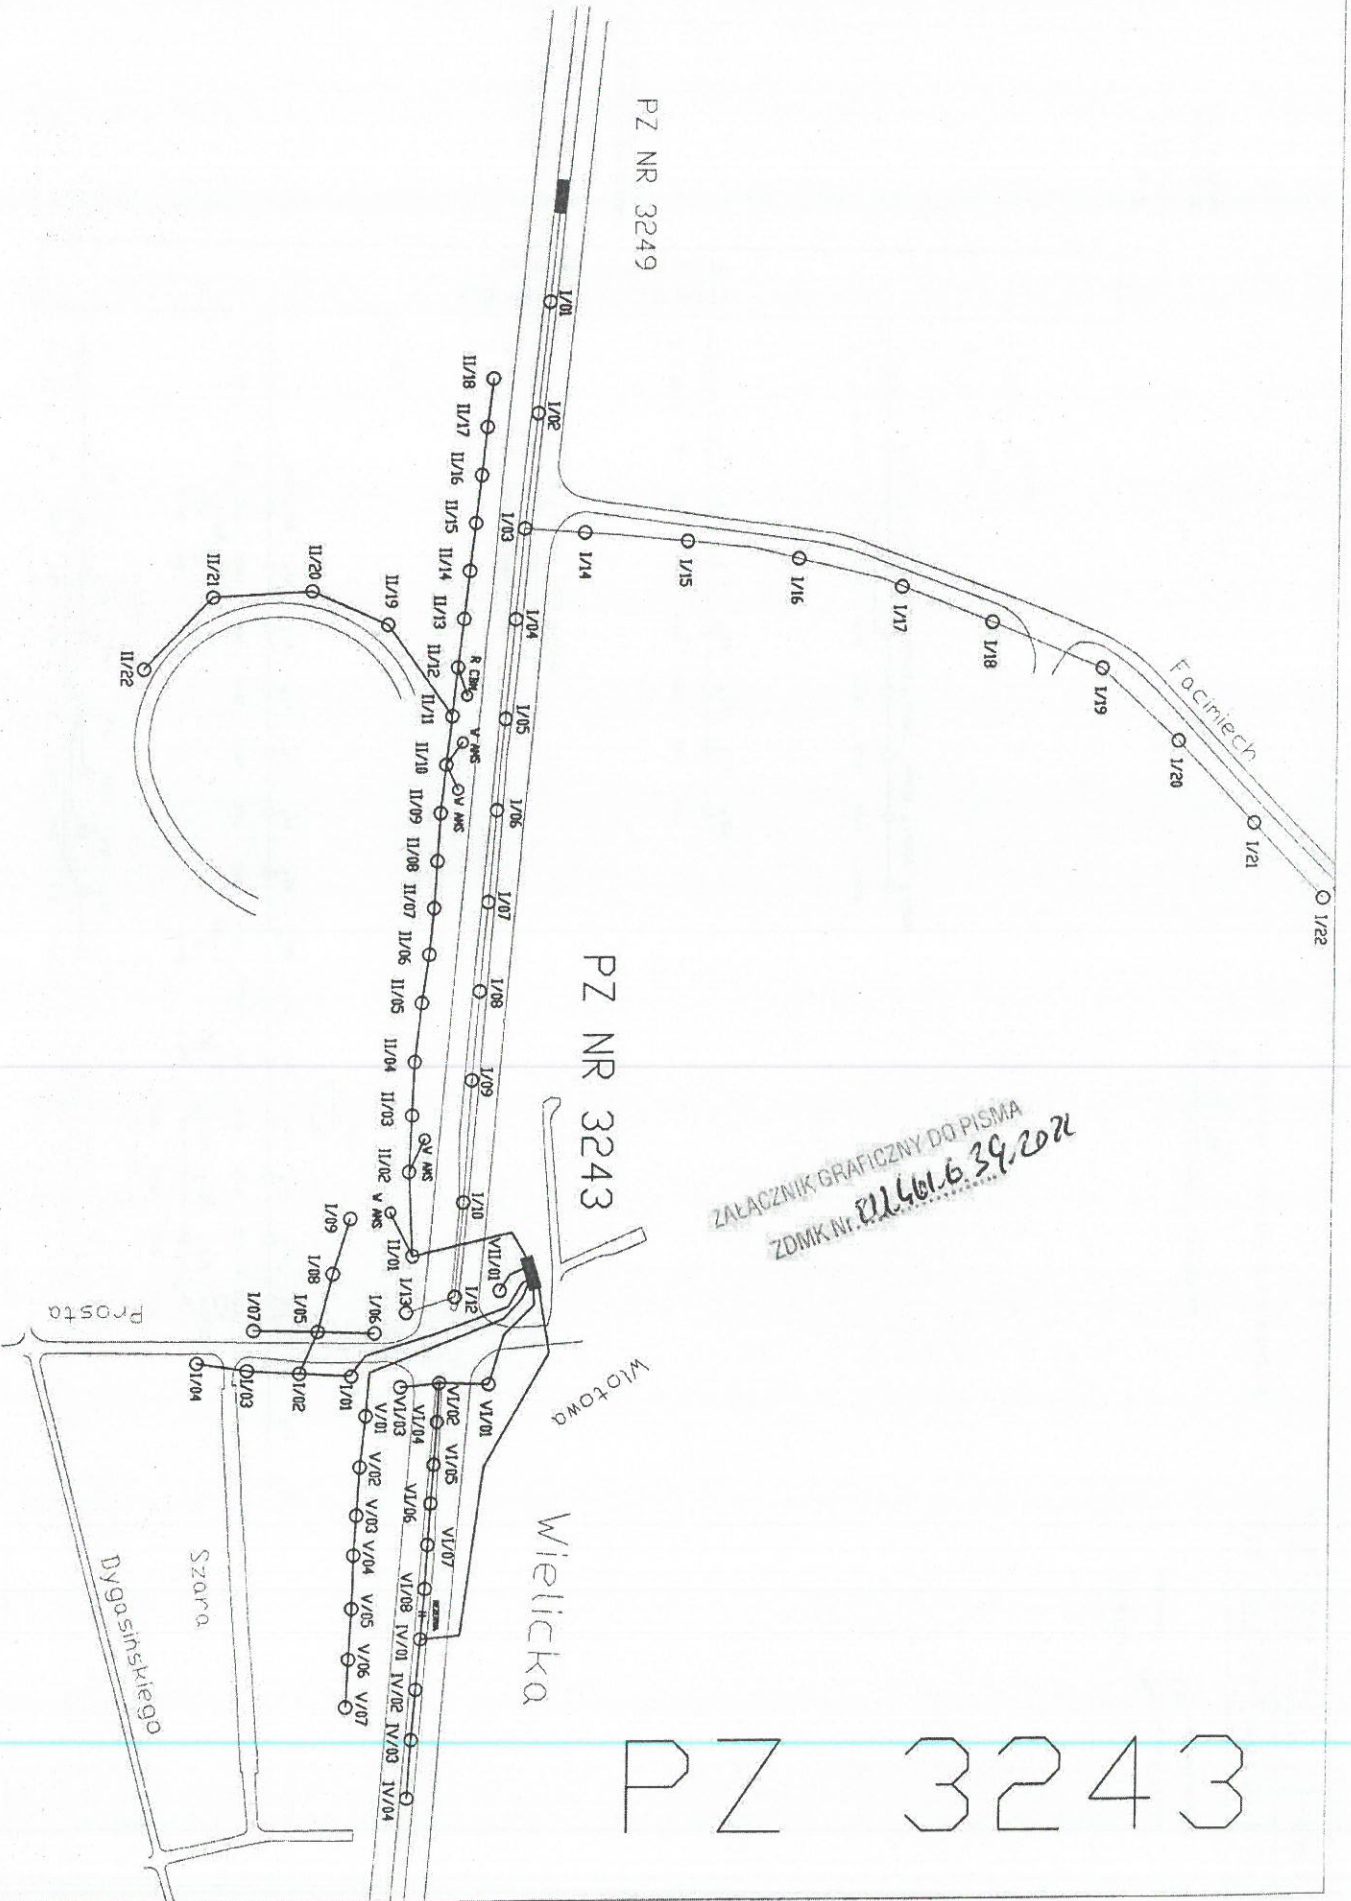 PZ 3243
PZ NR 3249
PZ NR 3243
Facimiech
Wielicka
Wlotowa
Prosta
Szara
Dygasińskiego
ZAŁĄCZNIK GRAFICZNY DO PISMA
ZDMK Nr.
I/01
I/02
I/03
I/04
I/05
I/06
I/07
I/08
I/09
I/10
I/12
I/13
I/14
I/15
I/16
I/17
I/18
I/19
I/20
I/21
I/22
II/18
II/17
II/16
II/15
II/14
II/13
II/12
II/11
II/10
II/09
II/08
II/07
II/06
II/05
II/04
II/03
II/02
II/01
II/19
II/20
II/21
II/22
R CBM
W AMS
W AMS
W AMS
W AMS
VII/01
I/09
I/08
I/05
I/06
I/07
I/01
I/02
I/03
I/04
VI/01
VI/02
VI/03
VI/04
VI/05
VI/06
VI/07
VI/08
IV/01
IV/02
IV/03
IV/04
V/01
V/02
V/03
V/04
V/05
V/06
V/07